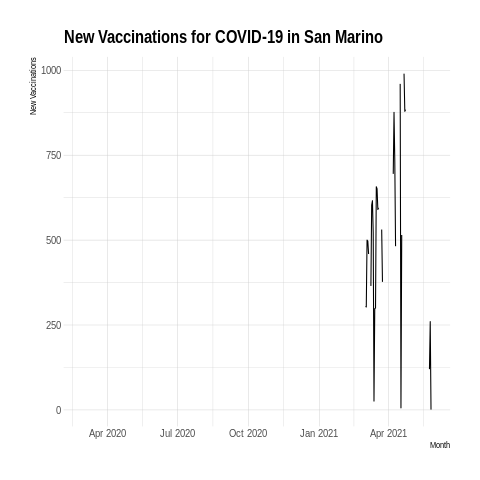 New Vaccinations for COVID-19 in San Marino
New Vaccinations
1000
750
500
250
0
Apr 2020 Jul 2020 Oct 2020 Jan 2021 Apr 2021
Month